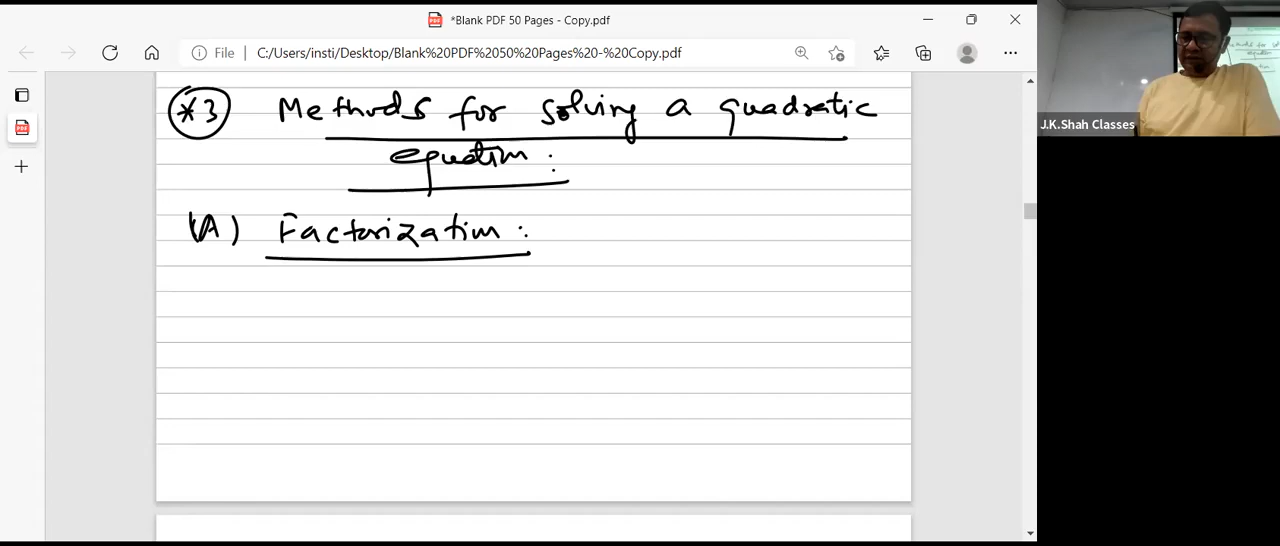 *Blank PDF 50 Pages - Copy.pdf
File C:/Users/insti/Desktop/Blank%20PDF%2050%20Pages%20-%20Copy.pdf
J.K.Shah Classes
*3 Methods for solving a quadratic
equation :
(A) Factorization :